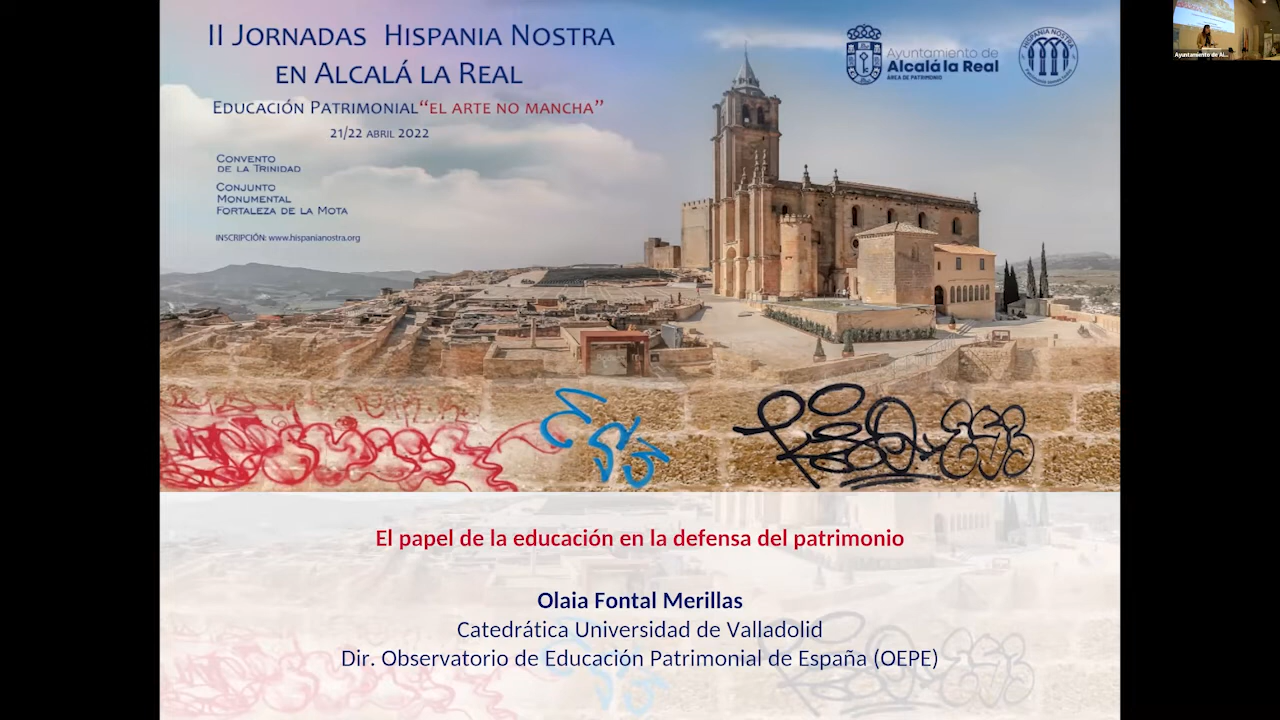 II Jornadas Hispania Nostra
en Alcalá la Real
Educación Patrimonial “el arte no mancha”
21/22 abril 2022
Convento
de la Trinidad
Conjunto
Monumental
Fortaleza de la Mota
INSCRIPCIÓN: www.hispanianostra.org
Ayuntamiento de
Alcalá la Real
ÁREA DE PATRIMONIO
HISPANIA NOSTRA
Ayuntamiento de Al...
El papel de la educación en la defensa del patrimonio
Olaia Fontal Merillas
Catedrática Universidad de Valladolid
Dir. Observatorio de Educación Patrimonial de España (OEPE)